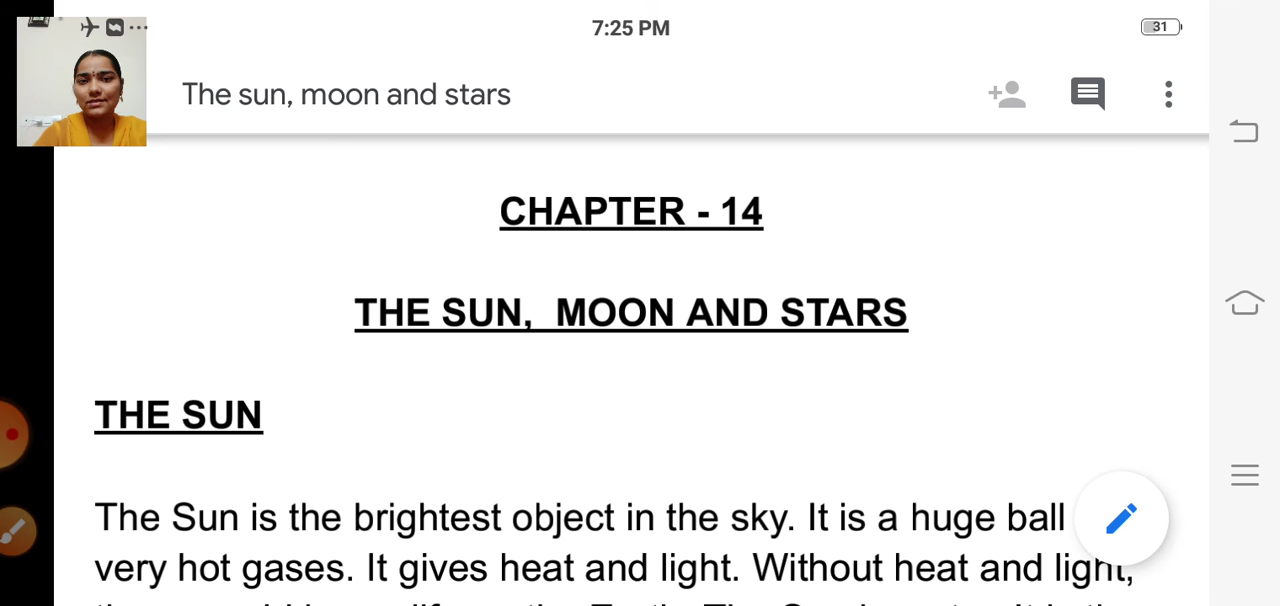 7:25 PM
31
The sun, moon and stars
CHAPTER - 14
THE SUN,  MOON AND STARS
THE SUN
The Sun is the brightest object in the sky. It is a huge ball
very hot gases. It gives heat and light. Without heat and light,